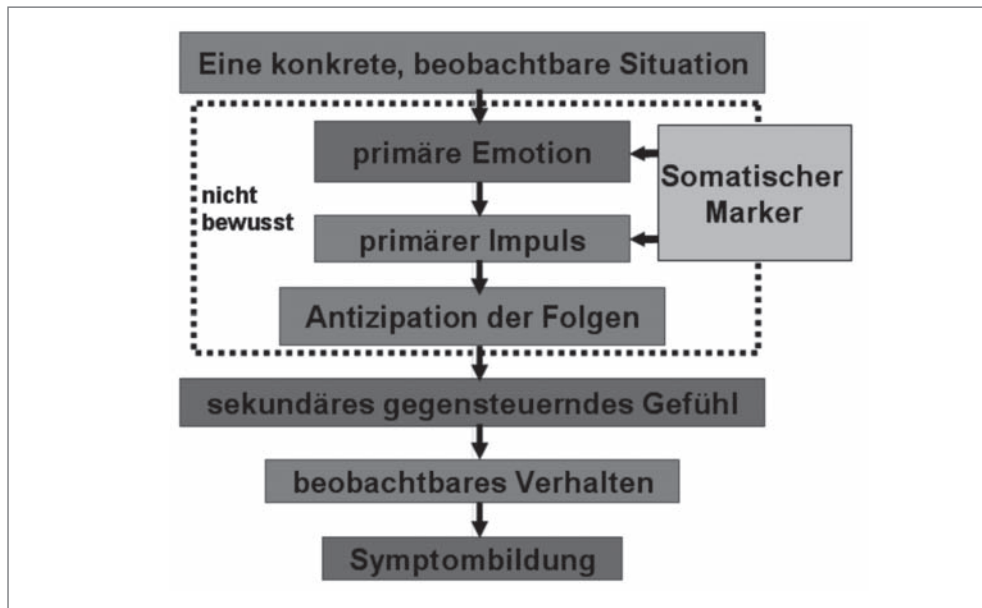 Eine konkrete, beobachtbare Situation
primäre Emotion
Somatischer
Marker
nicht
bewusst
primärer Impuls
Antizipation der Folgen
sekundäres gegensteuerndes Gefühl
beobachtbares Verhalten
Symptombildung